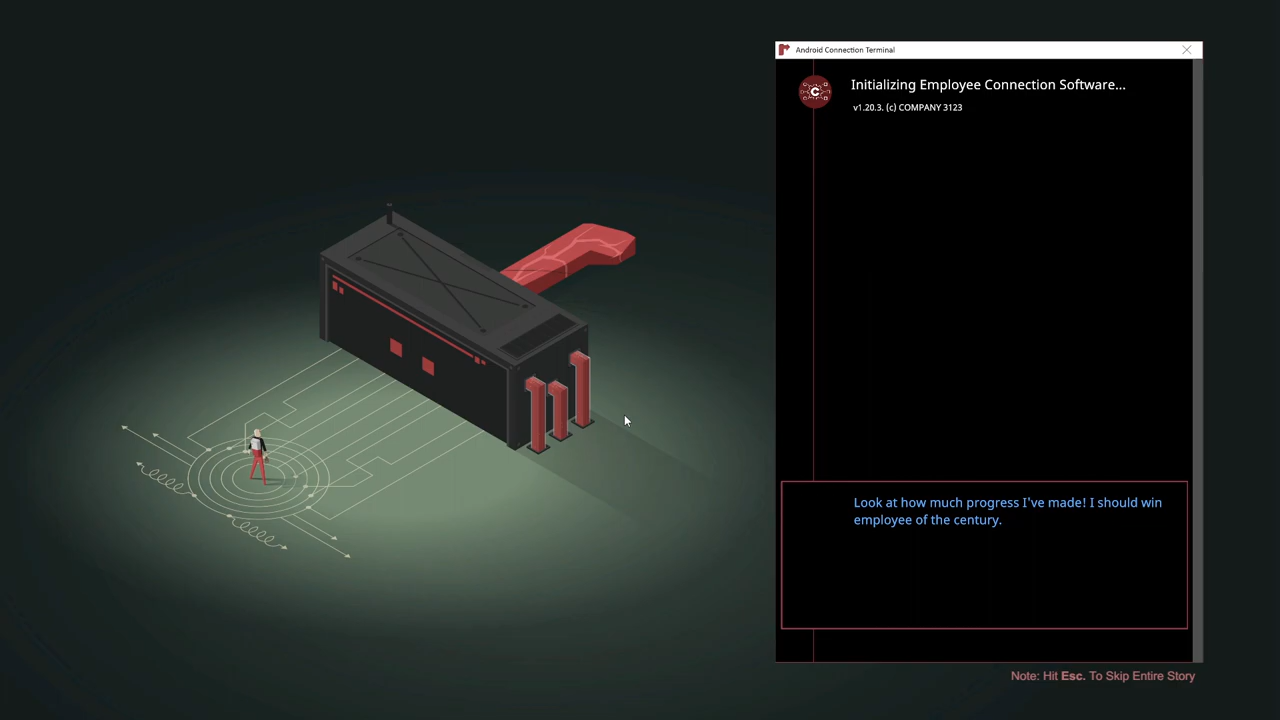 Android Connection Terminal
C
Initializing Employee Connection Software...
v1.20.3. (c) COMPANY 3123
Look at how much progress I've made! I should win
employee of the century.
Note: Hit Esc. To Skip Entire Story